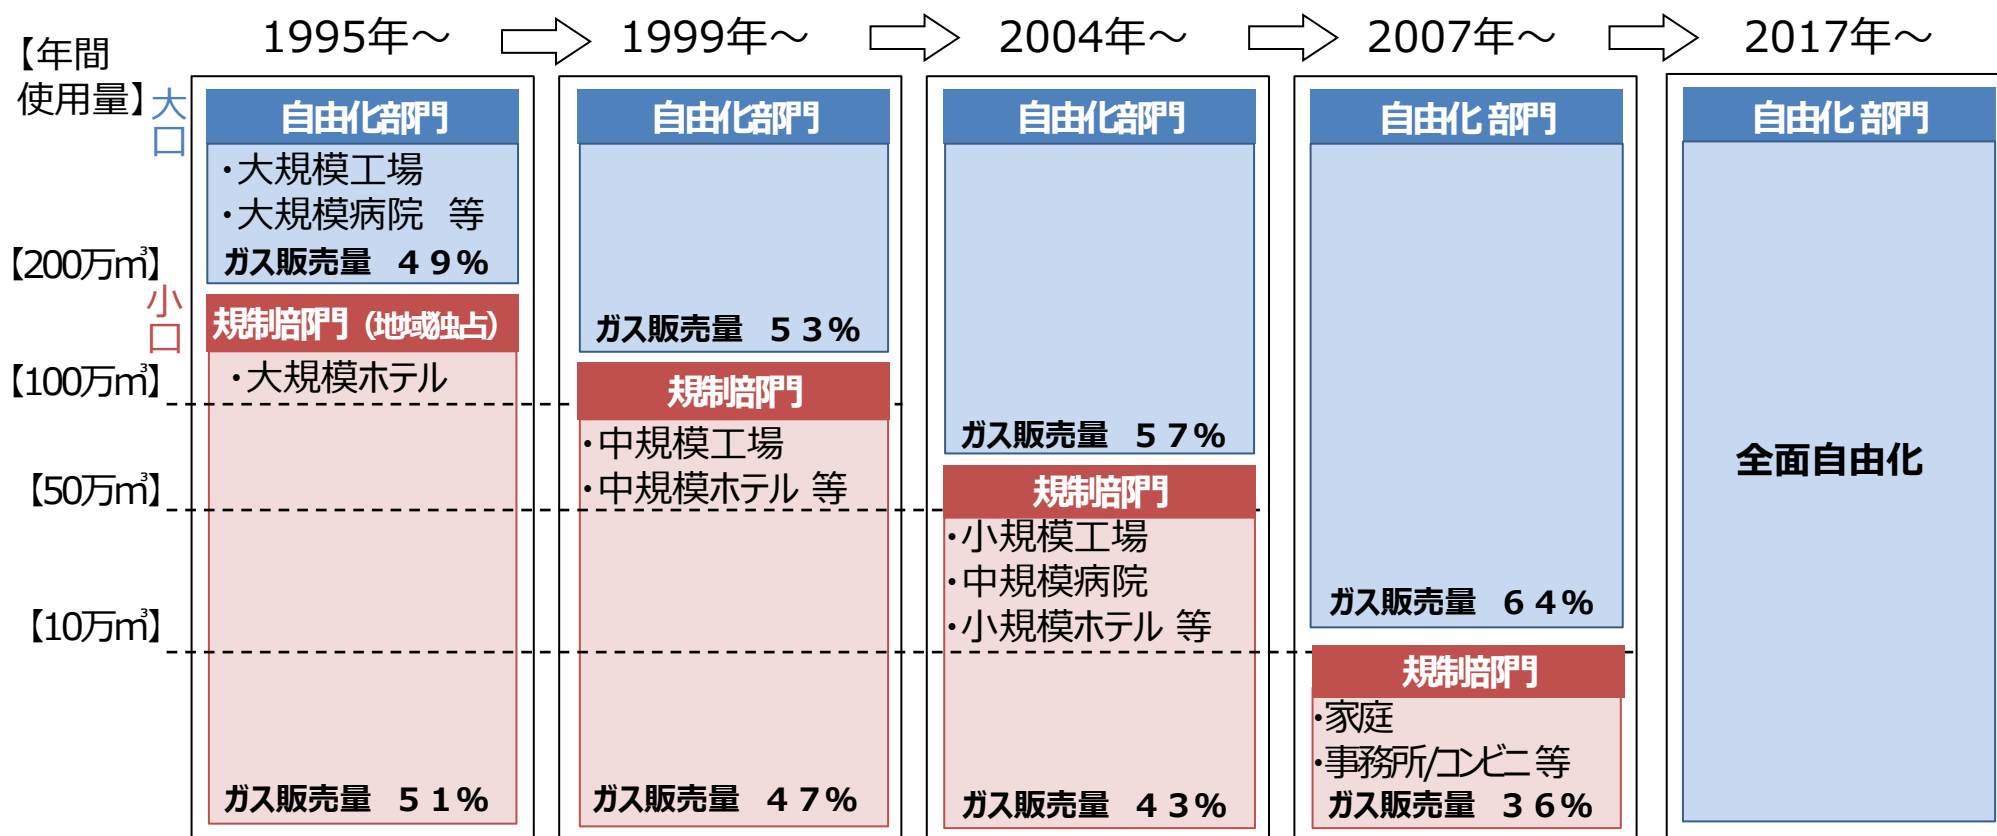 【年間
使用量】
大口
【200万㎥】
小口
【100万㎥】
【50万㎥】
【10万㎥】
1995年～
自由化部門
・大規模工場
・大規模病院 等
ガス販売量 ４９%
規制部門（地域独占）
・大規模ホテル
ガス販売量 ５１%
1999年～
自由化部門
ガス販売量 ５３%
規制部門
・中規模工場
・中規模ホテル 等
ガス販売量 ４７%
2004年～
自由化部門
ガス販売量 ５７%
規制部門
・小規模工場
・中規模病院
・小規模ホテル 等
ガス販売量 ４３%
2007年～
自由化部門
ガス販売量 ６４%
規制部門
・家庭
・事務所/コンビニ 等
ガス販売量 ３６%
2017年～
自由化部門
全面自由化